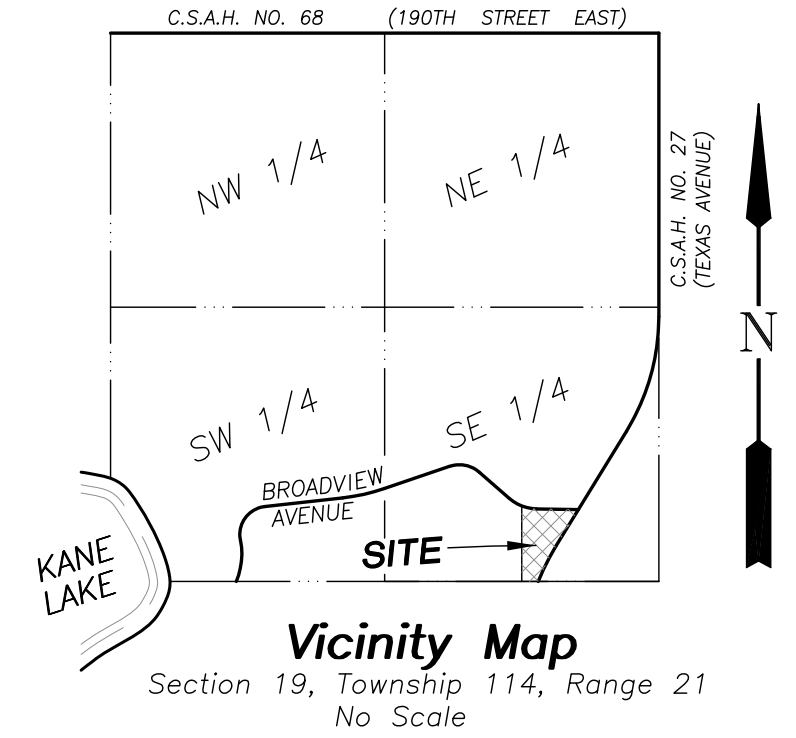 C.S.A.H. NO. 68 (190TH STREET EAST)
NW 1/4
NE 1/4
C.S.A.H. NO. 27
(TEXAS AVENUE)
N
SW 1/4
SE 1/4
BROADVIEW
AVENUE
SITE
KANE
LAKE
Vicinity Map
Section 19, Township 114, Range 21
No Scale